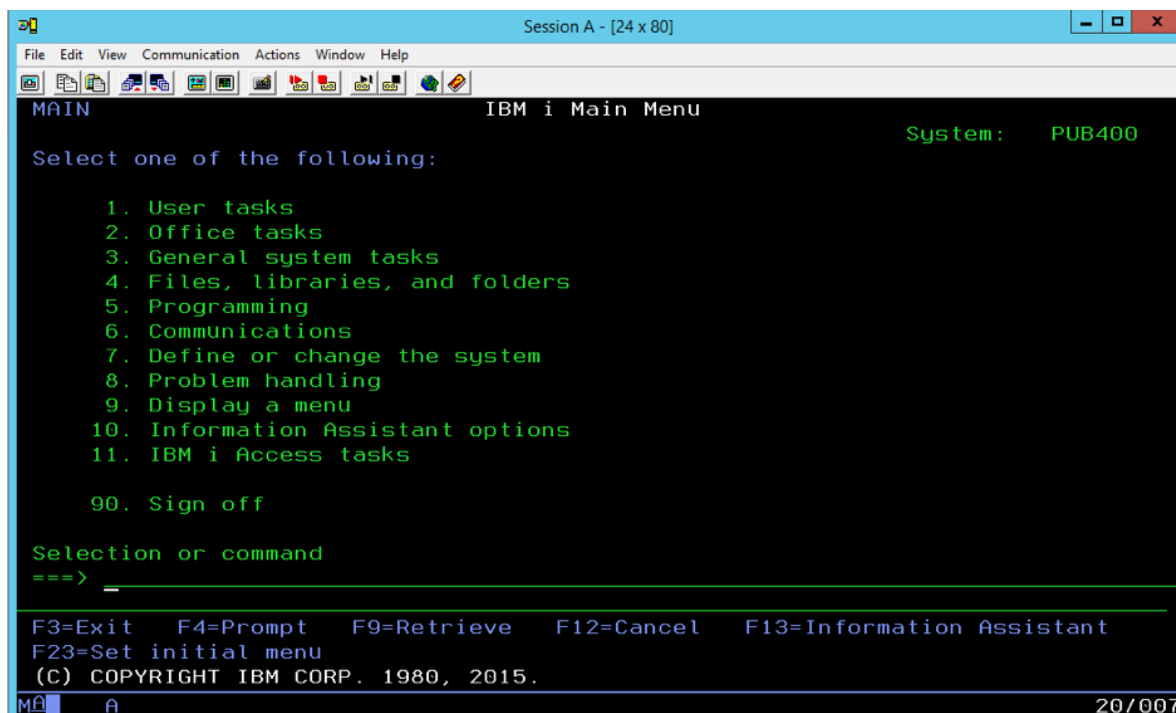 Session A - [24 x 80]
File Edit View Communication Actions Window Help
MAIN IBM i Main Menu
System: PUB400
Select one of the following:
1. User tasks
2. Office tasks
3. General system tasks
4. Files, libraries, and folders
5. Programming
6. Communications
7. Define or change the system
8. Problem handling
9. Display a menu
10. Information Assistant options
11. IBM i Access tasks
90. Sign off
Selection or command
===>
F3=Exit F4=Prompt F9=Retrieve F12=Cancel F13=Information Assistant
F23=Set initial menu
(C) COPYRIGHT IBM CORP. 1980, 2015.
MA A 20/007